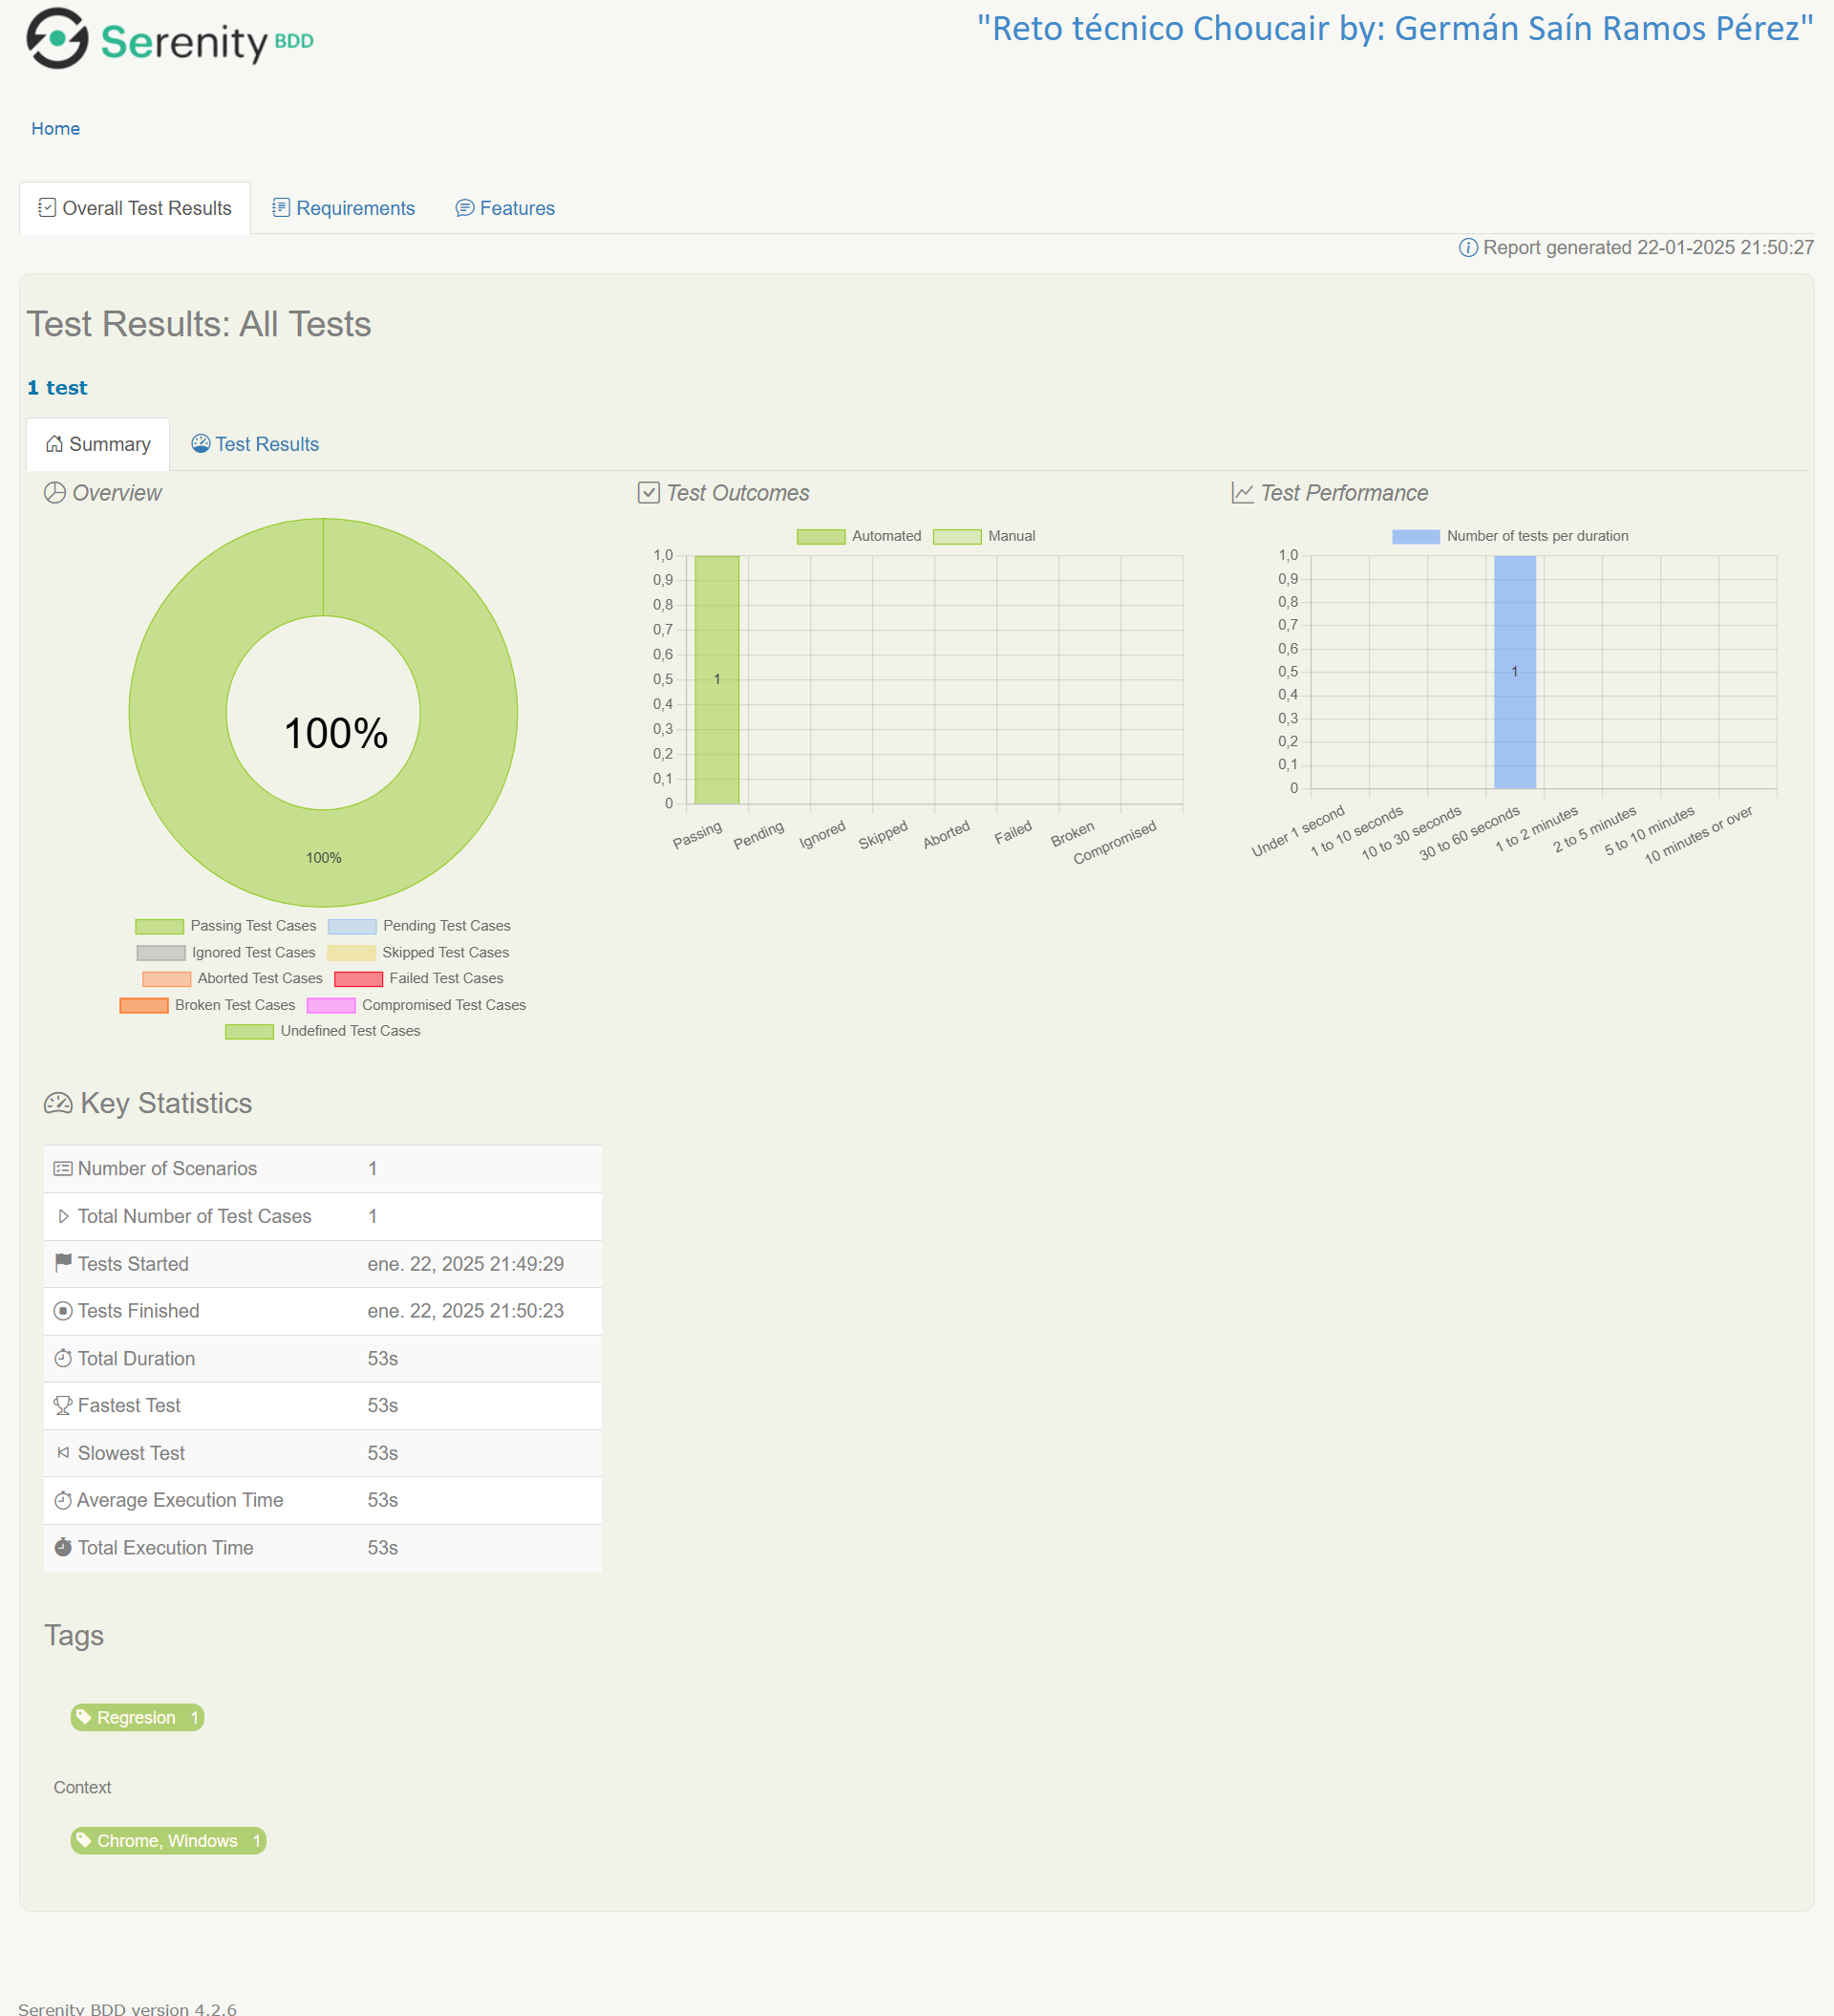 Serenity BDD
"Reto técnico Choucair by: Germán Saín Ramos Pérez"
Home
Overall Test Results
Requirements
Features
Report generated 22-01-2025 21:50:27
Test Results: All Tests
1 test
Summary
Test Results
Overview
100%
100%
Passing Test Cases
Pending Test Cases
Ignored Test Cases
Skipped Test Cases
Aborted Test Cases
Failed Test Cases
Broken Test Cases
Compromised Test Cases
Undefined Test Cases
Test Outcomes
Automated
Manual
1,0
0,9
0,8
0,7
0,6
0,5
0,4
0,3
0,2
0,1
0
1
Passing
Pending
Ignored
Skipped
Aborted
Failed
Broken
Compromised
Test Performance
Number of tests per duration
1,0
0,9
0,8
0,7
0,6
0,5
0,4
0,3
0,2
0,1
0
1
Under 1 second
1 to 10 seconds
10 to 30 seconds
30 to 60 seconds
1 to 2 minutes
2 to 5 minutes
5 to 10 minutes
10 minutes or over
Key Statistics
Number of Scenarios 1
Total Number of Test Cases 1
Tests Started ene. 22, 2025 21:49:29
Tests Finished ene. 22, 2025 21:50:23
Total Duration 53s
Fastest Test 53s
Slowest Test 53s
Average Execution Time 53s
Total Execution Time 53s
Tags
Regresion 1
Context
Chrome, Windows 1
Serenity BDD version 4.2.6